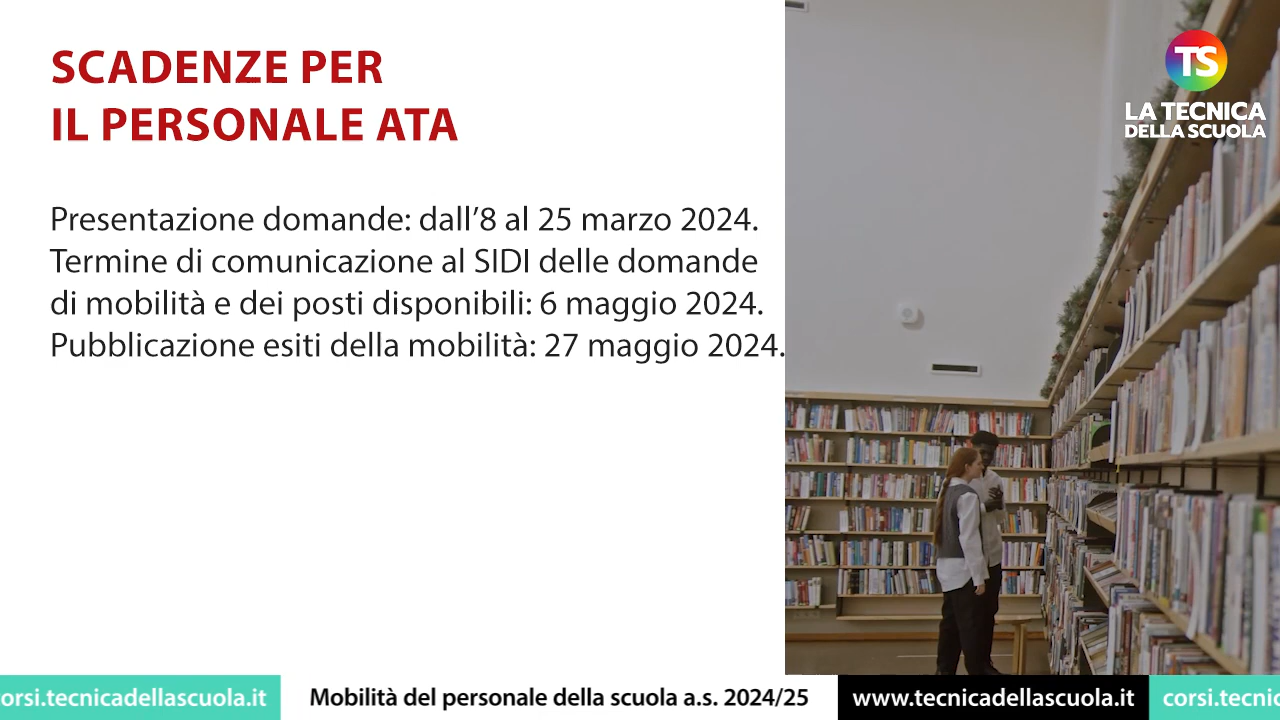 SCADENZE PER
IL PERSONALE ATA
Presentazione domande: dall’8 al 25 marzo 2024.
Termine di comunicazione al SIDI delle domande
di mobilità e dei posti disponibili: 6 maggio 2024.
Pubblicazione esiti della mobilità: 27 maggio 2024.
TS
LA TECNICA
DELLA SCUOLA
orsi.tecnicadellascuola.it
Mobilità del personale della scuola a.s. 2024/25
www.tecnicadellascuola.it
corsi.tecnic